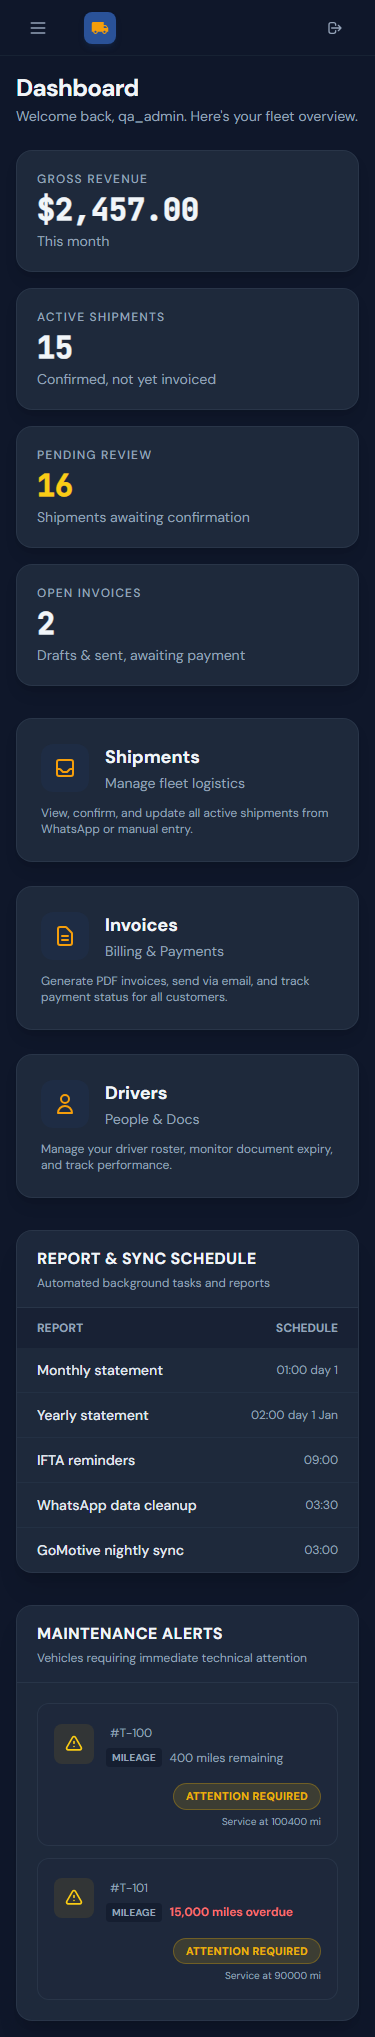 Dashboard
Welcome back, qa_admin. Here's your fleet overview.
GROSS REVENUE
$2,457.00
This month
ACTIVE SHIPMENTS
15
Confirmed, not yet invoiced
PENDING REVIEW
16
Shipments awaiting confirmation
OPEN INVOICES
2
Drafts & sent, awaiting payment
Shipments
Manage fleet logistics
View, confirm, and update all active shipments from
WhatsApp or manual entry.
Invoices
Billing & Payments
Generate PDF invoices, send via email, and track
payment status for all customers.
Drivers
People & Docs
Manage your driver roster, monitor document expiry,
and track performance.
REPORT & SYNC SCHEDULE
Automated background tasks and reports
REPORT SCHEDULE
Monthly statement 01:00 day 1
Yearly statement 02:00 day 1 Jan
IFTA reminders 09:00
WhatsApp data cleanup 03:30
GoMotive nightly sync 03:00
MAINTENANCE ALERTS
Vehicles requiring immediate technical attention
#T-100
MILEAGE 400 miles remaining
ATTENTION REQUIRED
Service at 100400 mi
#T-101
MILEAGE 15,000 miles overdue
ATTENTION REQUIRED
Service at 90000 mi